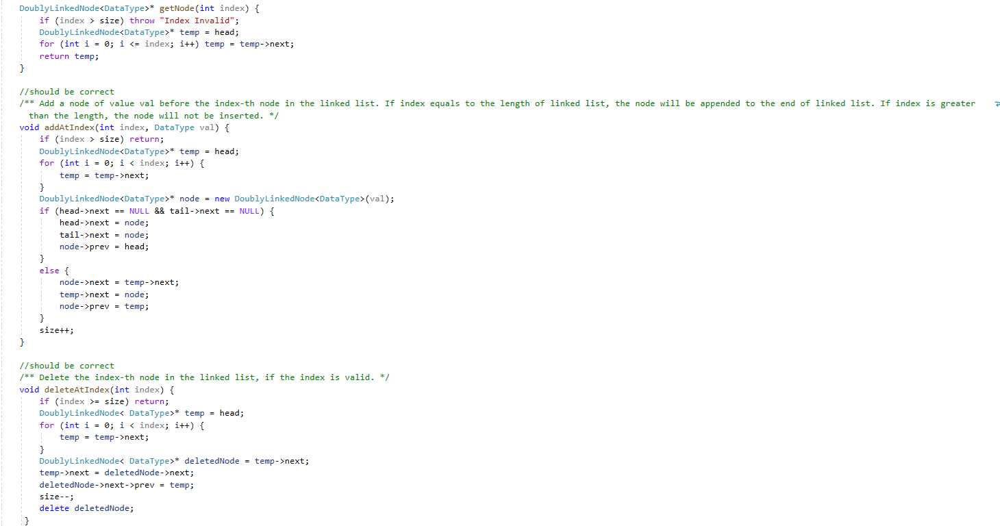 DoublyLinkedNode<DataType>* getNode(int index) {
    if (index > size) throw "Index Invalid";
    DoublyLinkedNode<DataType>* temp = head;
    for (int i = 0; i <= index; i++) temp = temp->next;
    return temp;
}

//should be correct
/** Add a node of value val before the index-th node in the linked list. If index equals to the length of linked list, the node will be appended to the end of linked list. If index is greater
  than the length, the node will not be inserted. */
void addAtIndex(int index, DataType val) {
    if (index > size) return;
    DoublyLinkedNode<DataType>* temp = head;
    for (int i = 0; i < index; i++) {
        temp = temp->next;
    }
    DoublyLinkedNode<DataType>* node = new DoublyLinkedNode<DataType>(val);
    if (head->next == NULL && tail->next == NULL) {
        head->next = node;
        tail->next = node;
        node->prev = head;
    }
    else {
        node->next = temp->next;
        temp->next = node;
        node->prev = temp;
    }
    size++;
}

//should be correct
/** Delete the index-th node in the linked list, if the index is valid. */
void deleteAtIndex(int index) {
    if (index >= size) return;
    DoublyLinkedNode< DataType>* temp = head;
    for (int i = 0; i < index; i++) {
        temp = temp->next;
    }
    DoublyLinkedNode< DataType>* deletedNode = temp->next;
    temp->next = deletedNode->next;
    deletedNode->next->prev = temp;
    size--;
    delete deletedNode;
 }